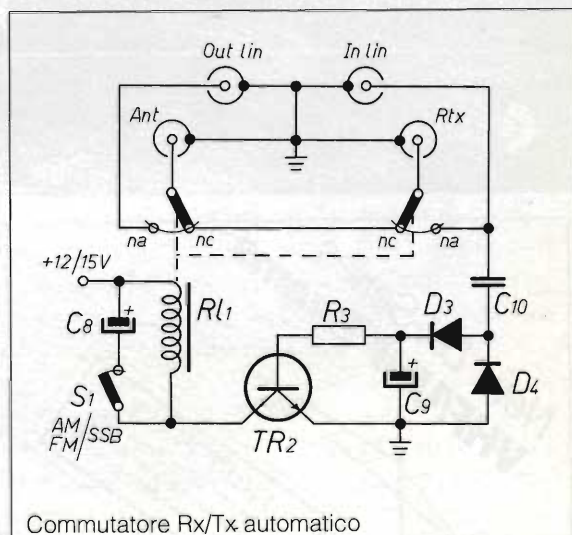 Out lin
In lin
Ant
Rtx
na
nc
nc
na
+12/15V
+
C8
Rl1
R3
D3
C10
S1
AM
FM/SSB
TR2
+
C9
D4
Commutatore Rx/Tx automatico